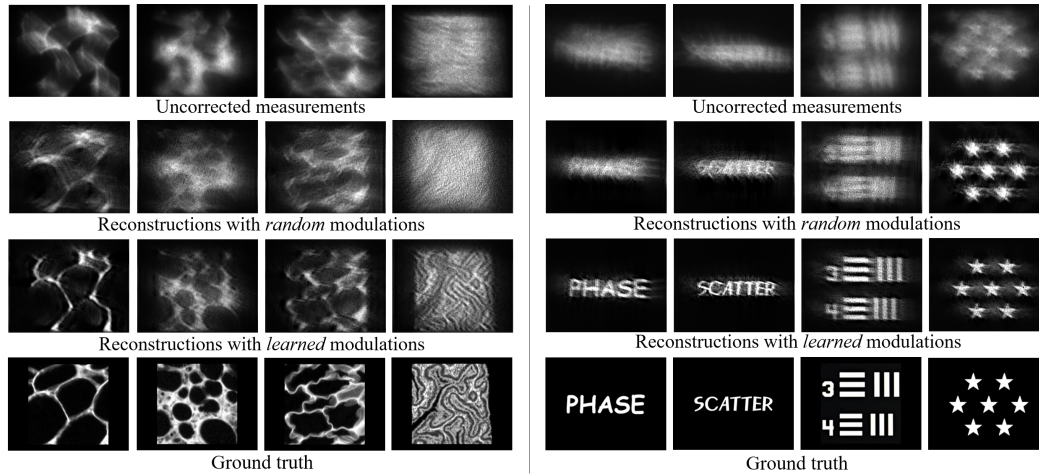 Uncorrected measurements
Reconstructions with random modulations
Reconstructions with learned modulations
Ground truth
Uncorrected measurements
SCATTER
Reconstructions with random modulations
PHASE SCATTER 3 4
Reconstructions with learned modulations
PHASE SCATTER 3 4
Ground truth